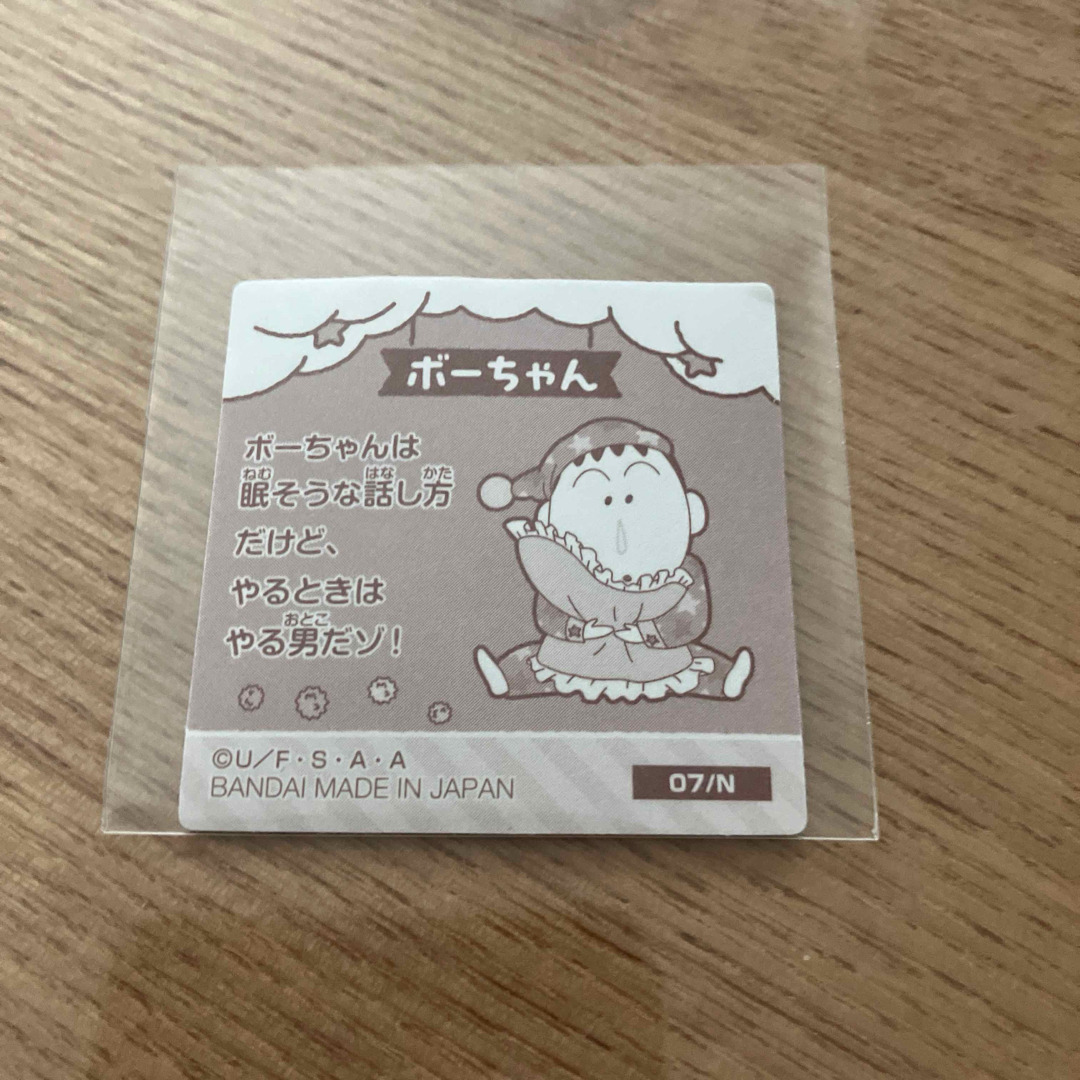 ボーちゃん
ボーちゃんは
眠そうな話し方
だけど、
やるときは
やる男だゾ！
©U/F・S・A・A
BANDAI MADE IN JAPAN
07/N